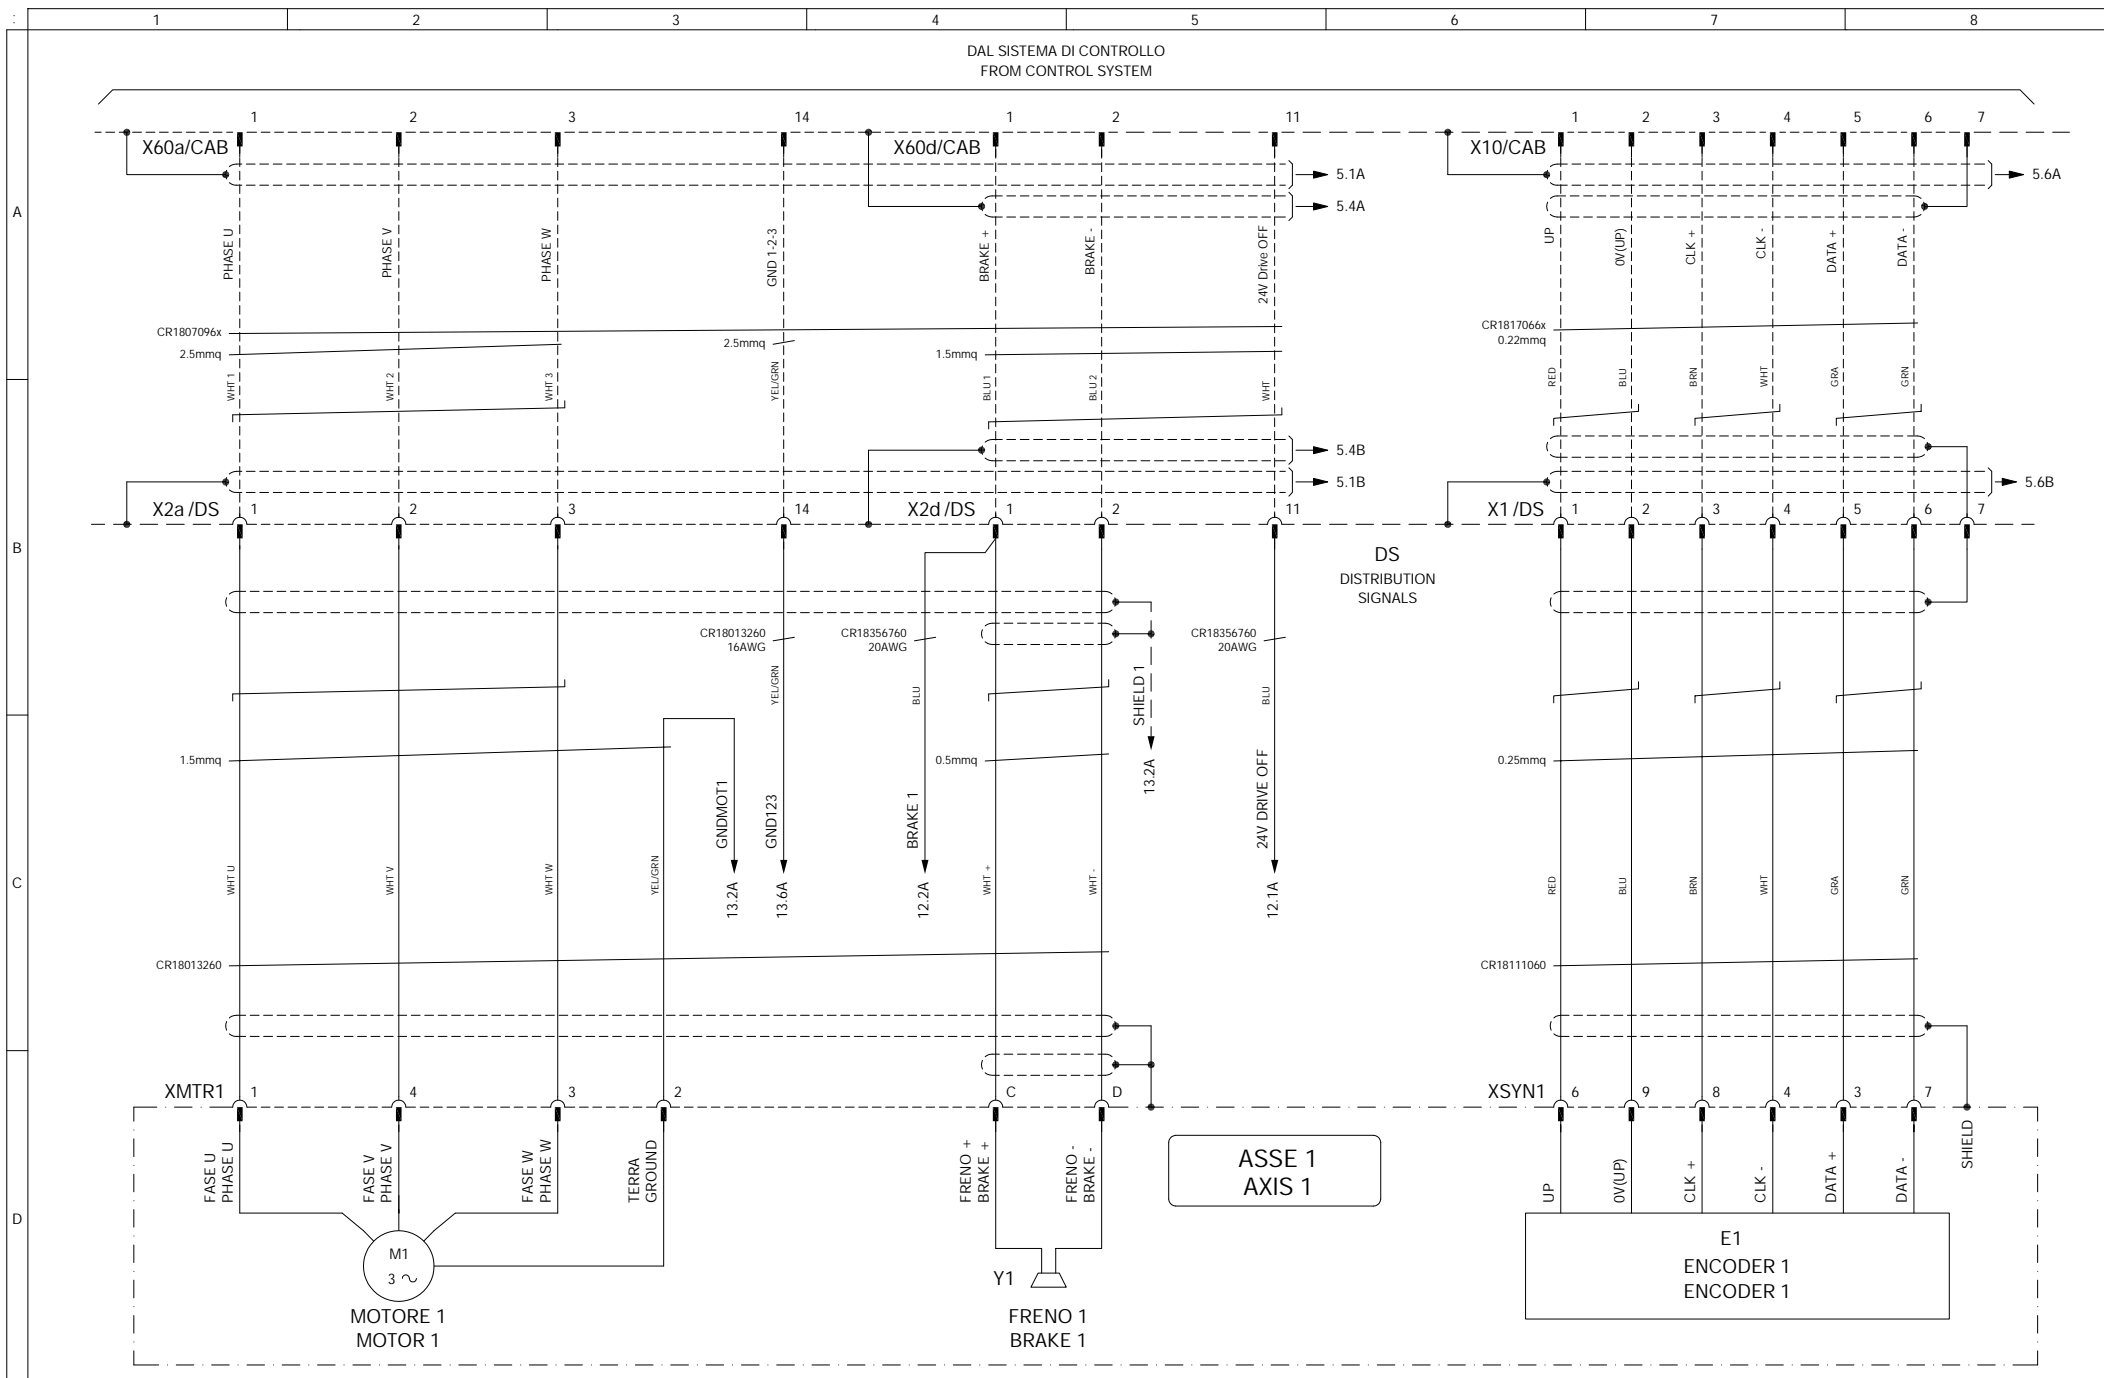 :
1 2 3 4 5 6 7 8
DAL SISTEMA DI CONTROLLO
FROM CONTROL SYSTEM
1 2 3 14 1 2 11 1 2 3 4 5 6 7
X60a/CAB X60d/CAB X10/CAB
5.1A 5.6A
5.4A
A
PHASE U PHASE V PHASE W GND 1-2-3 BRAKE + BRAKE - 24V Drive OFF UP 0V(UP) CLK + CLK - DATA + DATA -
CR1807096x CR1817066x
2.5mmq 2.5mmq 1.5mmq 0.22mmq
WHT 1 WHT 2 WHT 3 YEL/GRN BLU 1 BLU 2 WHT RED BLU BRN WHT GRA GRN
5.4B
5.1B 5.6B
X2a /DS 1 2 3 14 X2d /DS 1 2 11 X1 /DS 1 2 3 4 5 6 7
B
DS
DISTRIBUTION
SIGNALS
CR18013260 CR18356760 CR18356760
16AWG 20AWG 20AWG
YEL/GRN BLU SHIELD 1 BLU
1.5mmq 0.5mmq 13.2A 0.25mmq
GNDMOT1 GND123 BRAKE 1 24V DRIVE OFF
C
WHT U WHT V WHT W YEL/GRN 13.2A 13.6A 12.2A WHT + WHT - 12.1A RED BLU BRN WHT GRA GRN
CR18013260 CR18111060
XMTR1 1 4 3 2 C D XSYN1 6 9 8 4 3 7
FASE U FASE V FASE W TERRA FRENO + FRENO - UP 0V(UP) CLK + CLK - DATA + DATA - SHIELD
PHASE U PHASE V PHASE W GROUND BRAKE + BRAKE -
ASSE 1
AXIS 1
D
M1
3
Y1
E1
ENCODER 1
ENCODER 1
MOTORE 1 FRENO 1
MOTOR 1 BRAKE 1